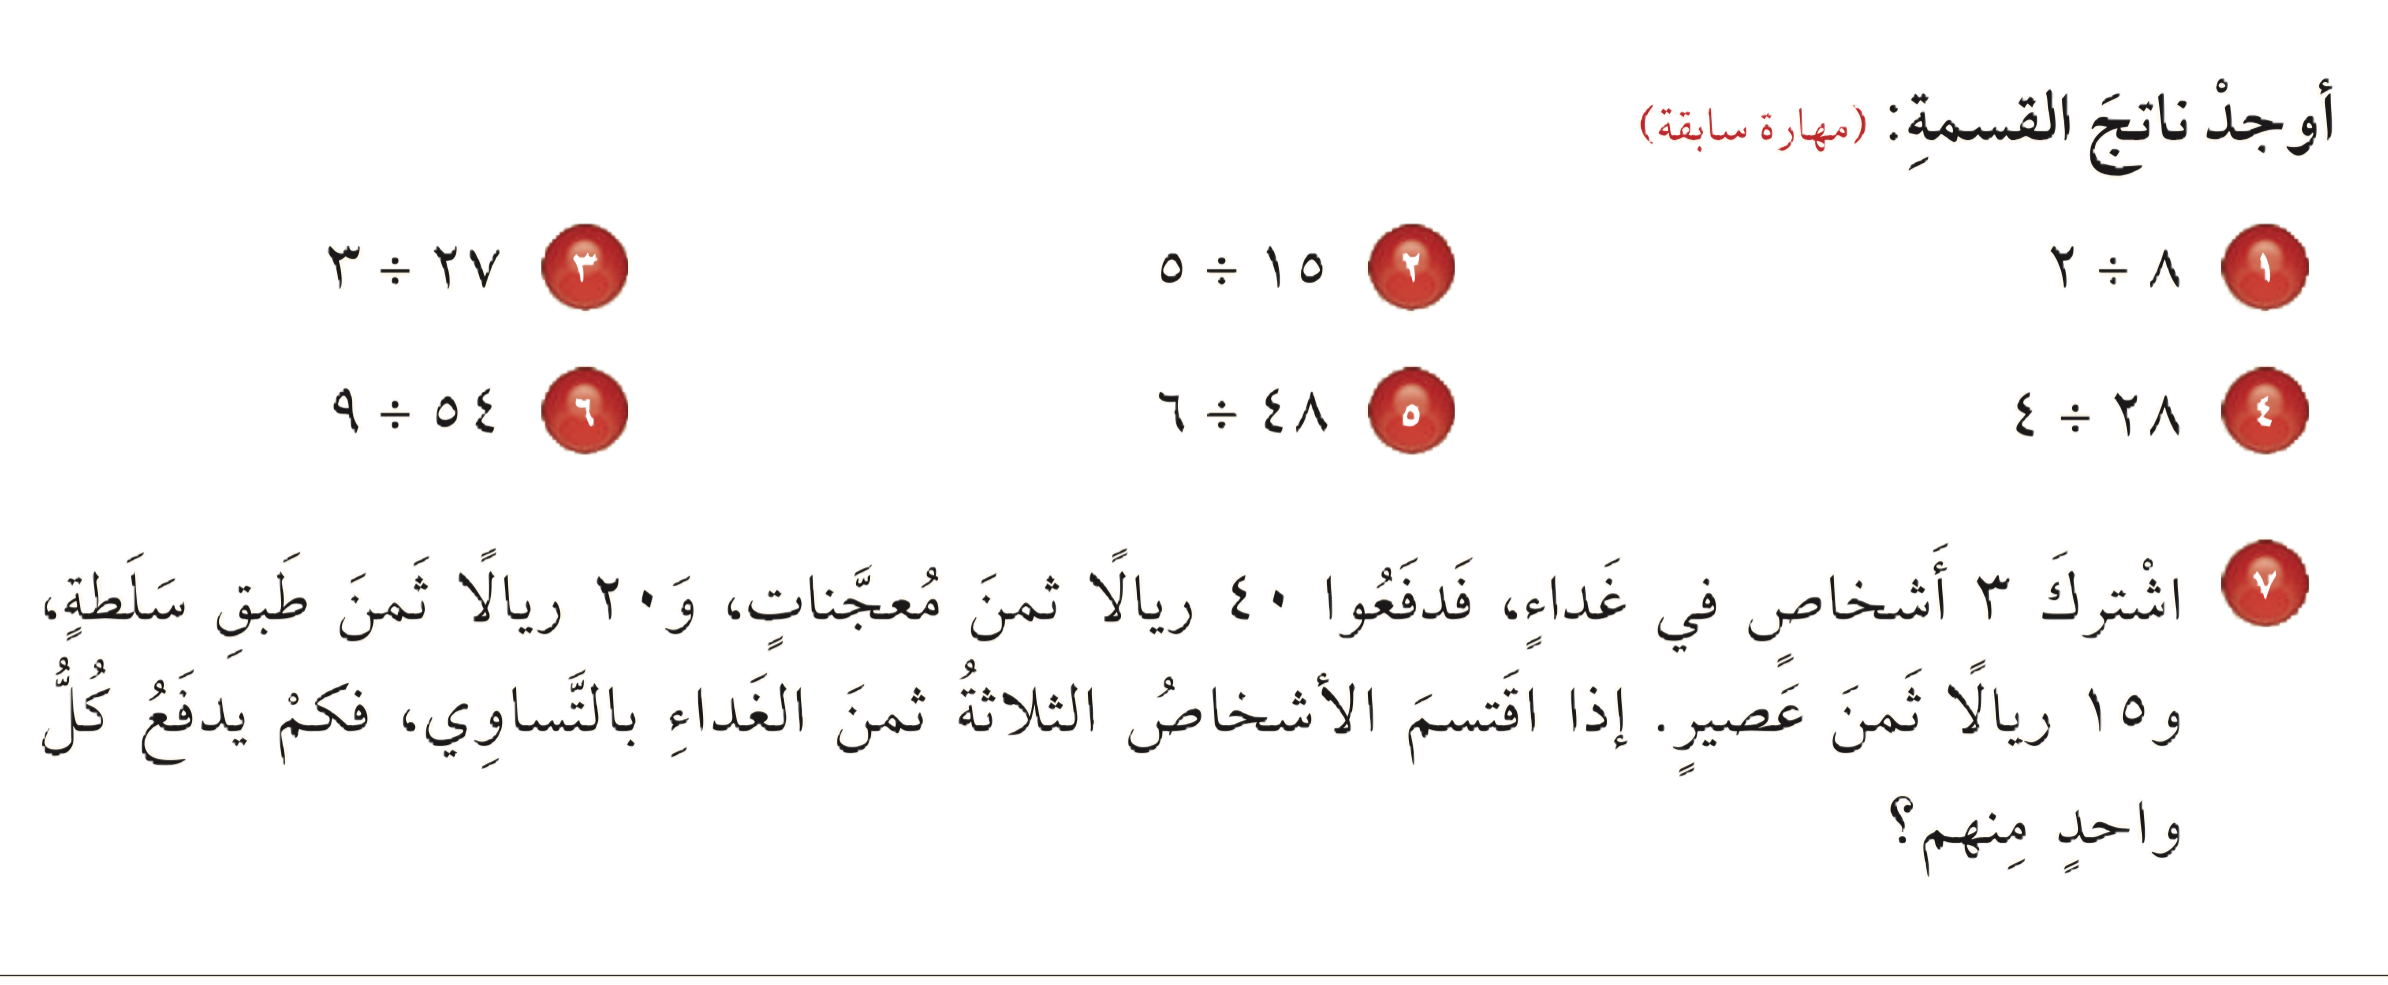 أوجدْ ناتجَ القسمةِ: (مهارة سابقة)
١ ٨ ÷ ٢ ٢ ١٥ ÷ ٥ ٣ ٢٧ ÷ ٣
٤ ٢٨ ÷ ٤ ٥ ٤٨ ÷ ٦ ٦ ٥٤ ÷ ٩
٧ اشْتركَ ٣ أَشخاصٍ في غَداءٍ، فَدفَعُوا ٤٠ ريالًا ثمنَ مُعجَّناتٍ، وَ٢٠ ريالًا ثَمنَ طَبقِ سَلَطةٍ،
و١٥ ريالًا ثَمنَ عَصيرٍ. إذا اقَتسمَ الأشخاصُ الثلاثةُ ثمنَ الغَداءِ بالتَّساوِي، فكمْ يدفَعُ كُلُّ
واحدٍ مِنهم؟